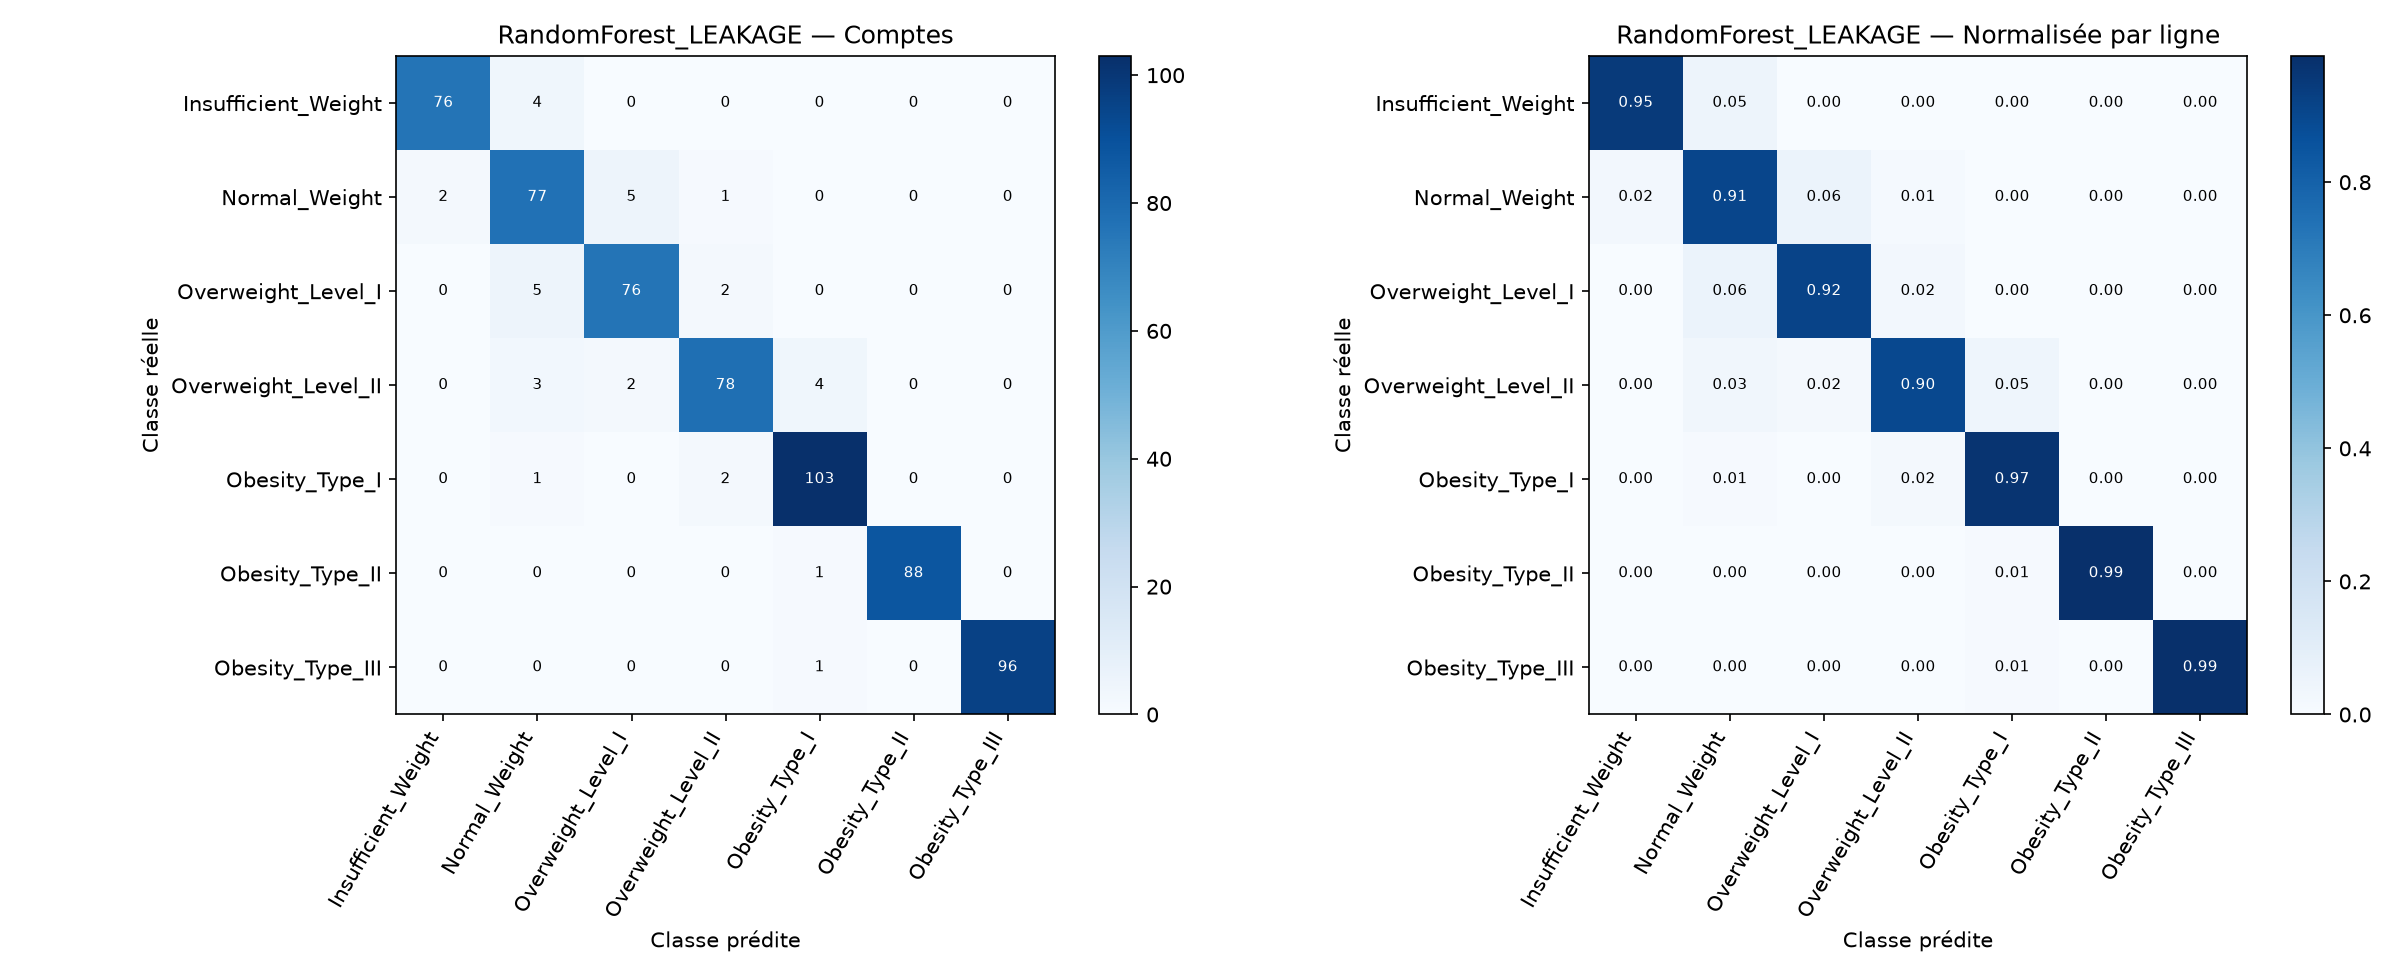 RandomForest_LEAKAGE — Comptes
Insufficient_Weight 76 4 0 0 0 0 0
Normal_Weight 2 77 5 1 0 0 0
Overweight_Level_I 0 5 76 2 0 0 0
Overweight_Level_II 0 3 2 78 4 0 0
Obesity_Type_I 0 1 0 2 103 0 0
Obesity_Type_II 0 0 0 0 1 88 0
Obesity_Type_III 0 0 0 0 1 0 96
Classe réelle
Insufficient_Weight
Normal_Weight
Overweight_Level_I
Overweight_Level_II
Obesity_Type_I
Obesity_Type_II
Obesity_Type_III
Classe prédite
100
80
60
40
20
0
RandomForest_LEAKAGE — Normalisée par ligne
Insufficient_Weight 0.95 0.05 0.00 0.00 0.00 0.00 0.00
Normal_Weight 0.02 0.91 0.06 0.01 0.00 0.00 0.00
Overweight_Level_I 0.00 0.06 0.92 0.02 0.00 0.00 0.00
Overweight_Level_II 0.00 0.03 0.02 0.90 0.05 0.00 0.00
Obesity_Type_I 0.00 0.01 0.00 0.02 0.97 0.00 0.00
Obesity_Type_II 0.00 0.00 0.00 0.00 0.01 0.99 0.00
Obesity_Type_III 0.00 0.00 0.00 0.00 0.01 0.00 0.99
Classe réelle
Insufficient_Weight
Normal_Weight
Overweight_Level_I
Overweight_Level_II
Obesity_Type_I
Obesity_Type_II
Obesity_Type_III
Classe prédite
0.8
0.6
0.4
0.2
0.0